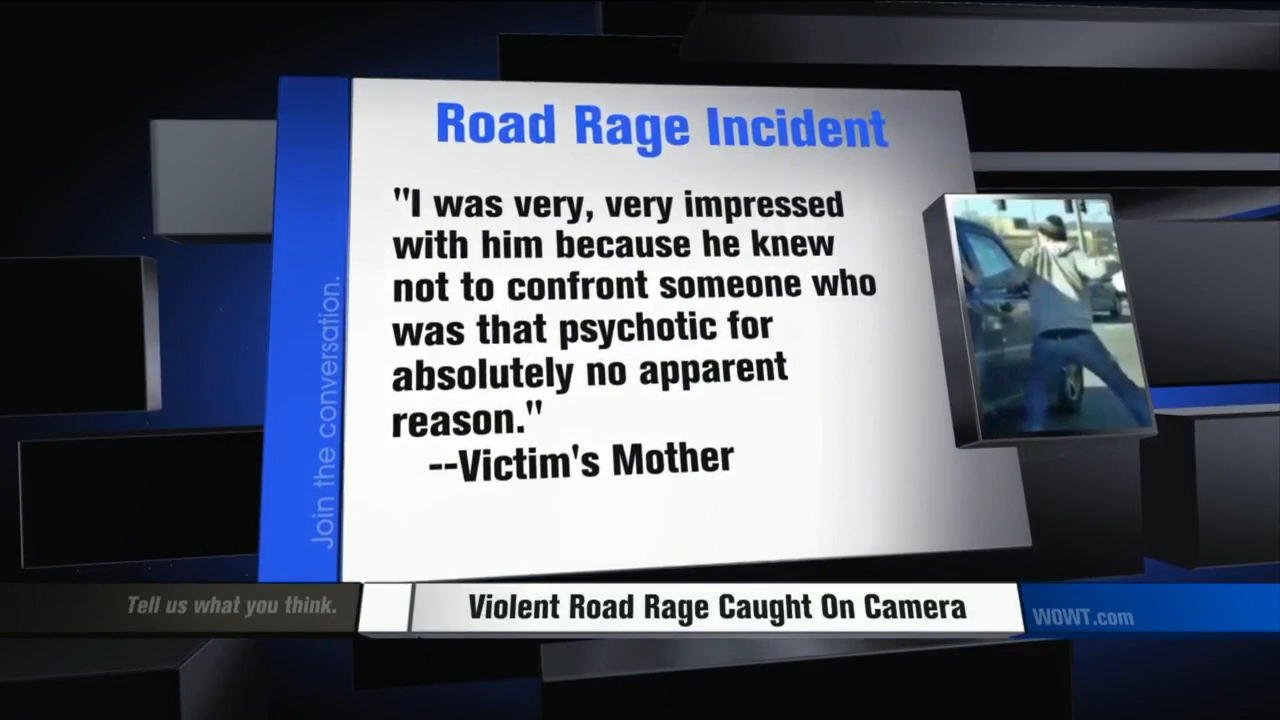 Road Rage Incident
"I was very, very impressed
with him because he knew
not to confront someone who
was that psychotic for
absolutely no apparent
reason."
--Victim's Mother
Join the conversation.
Tell us what you think.
Violent Road Rage Caught On Camera
WOWT.com